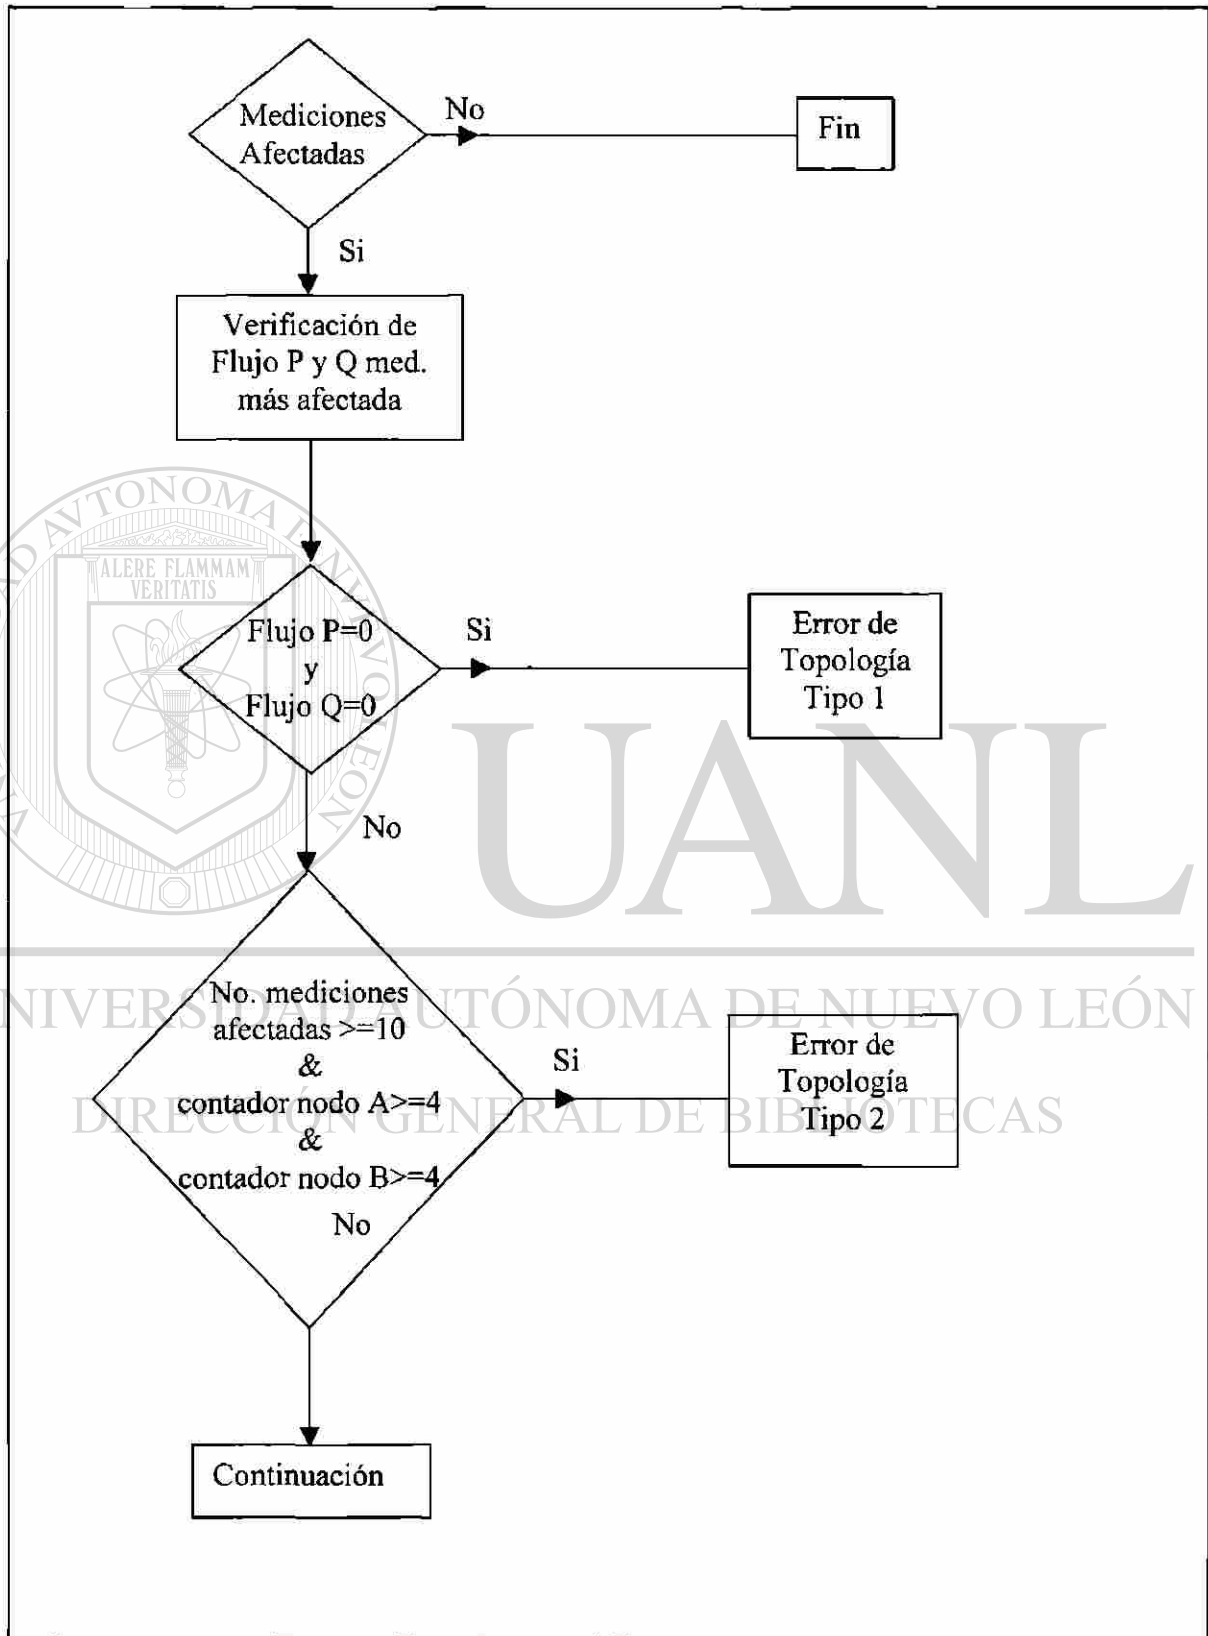 Mediciones
Afectadas
No
Fin
Si
Verificación de
Flujo P y Q med.
más afectada
Flujo P=0
y
Flujo Q=0
Si
Error de
Topología
Tipo 1
No
No. mediciones
afectadas >=10
&
contador nodo A>=4
&
contador nodo B>=4
No
Si
Error de
Topología
Tipo 2
Continuación
ALERE FLAMMAM
VERITATIS
UANL
NIVERSIDAD AUTÓNOMA DE NUEVO LEÓN
DIRECCIÓN GENERAL DE BIBLIOTECAS